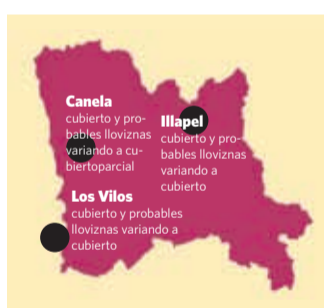 Canela
cubierto y pro-
bables lloviznas
variando a cu-
biertoparcial
Illapel
cubierto y pro-
bables lloviznas
variando a
cubierto
Los Vilos
cubierto y probables
lloviznas variando a
cubierto